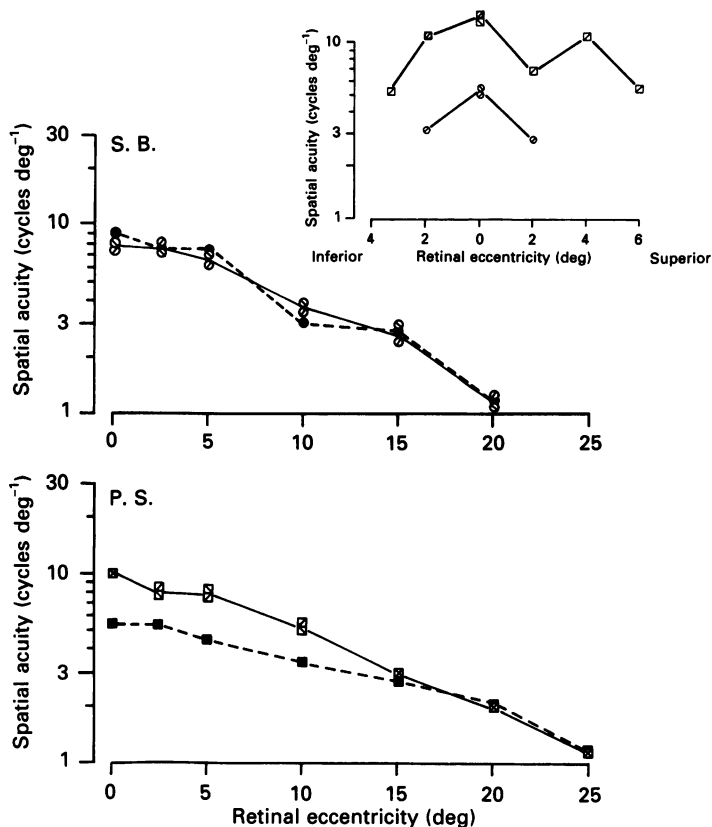 10
3
1
Spatial acuity (cycles deg⁻¹)
4 2 0 2 4 6
Inferior Retinal eccentricity (deg) Superior
S. B.
30
10
3
1
Spatial acuity (cycles deg⁻¹)
0 5 10 15 20 25
P. S.
30
10
3
1
Spatial acuity (cycles deg⁻¹)
0 5 10 15 20 25
Retinal eccentricity (deg)